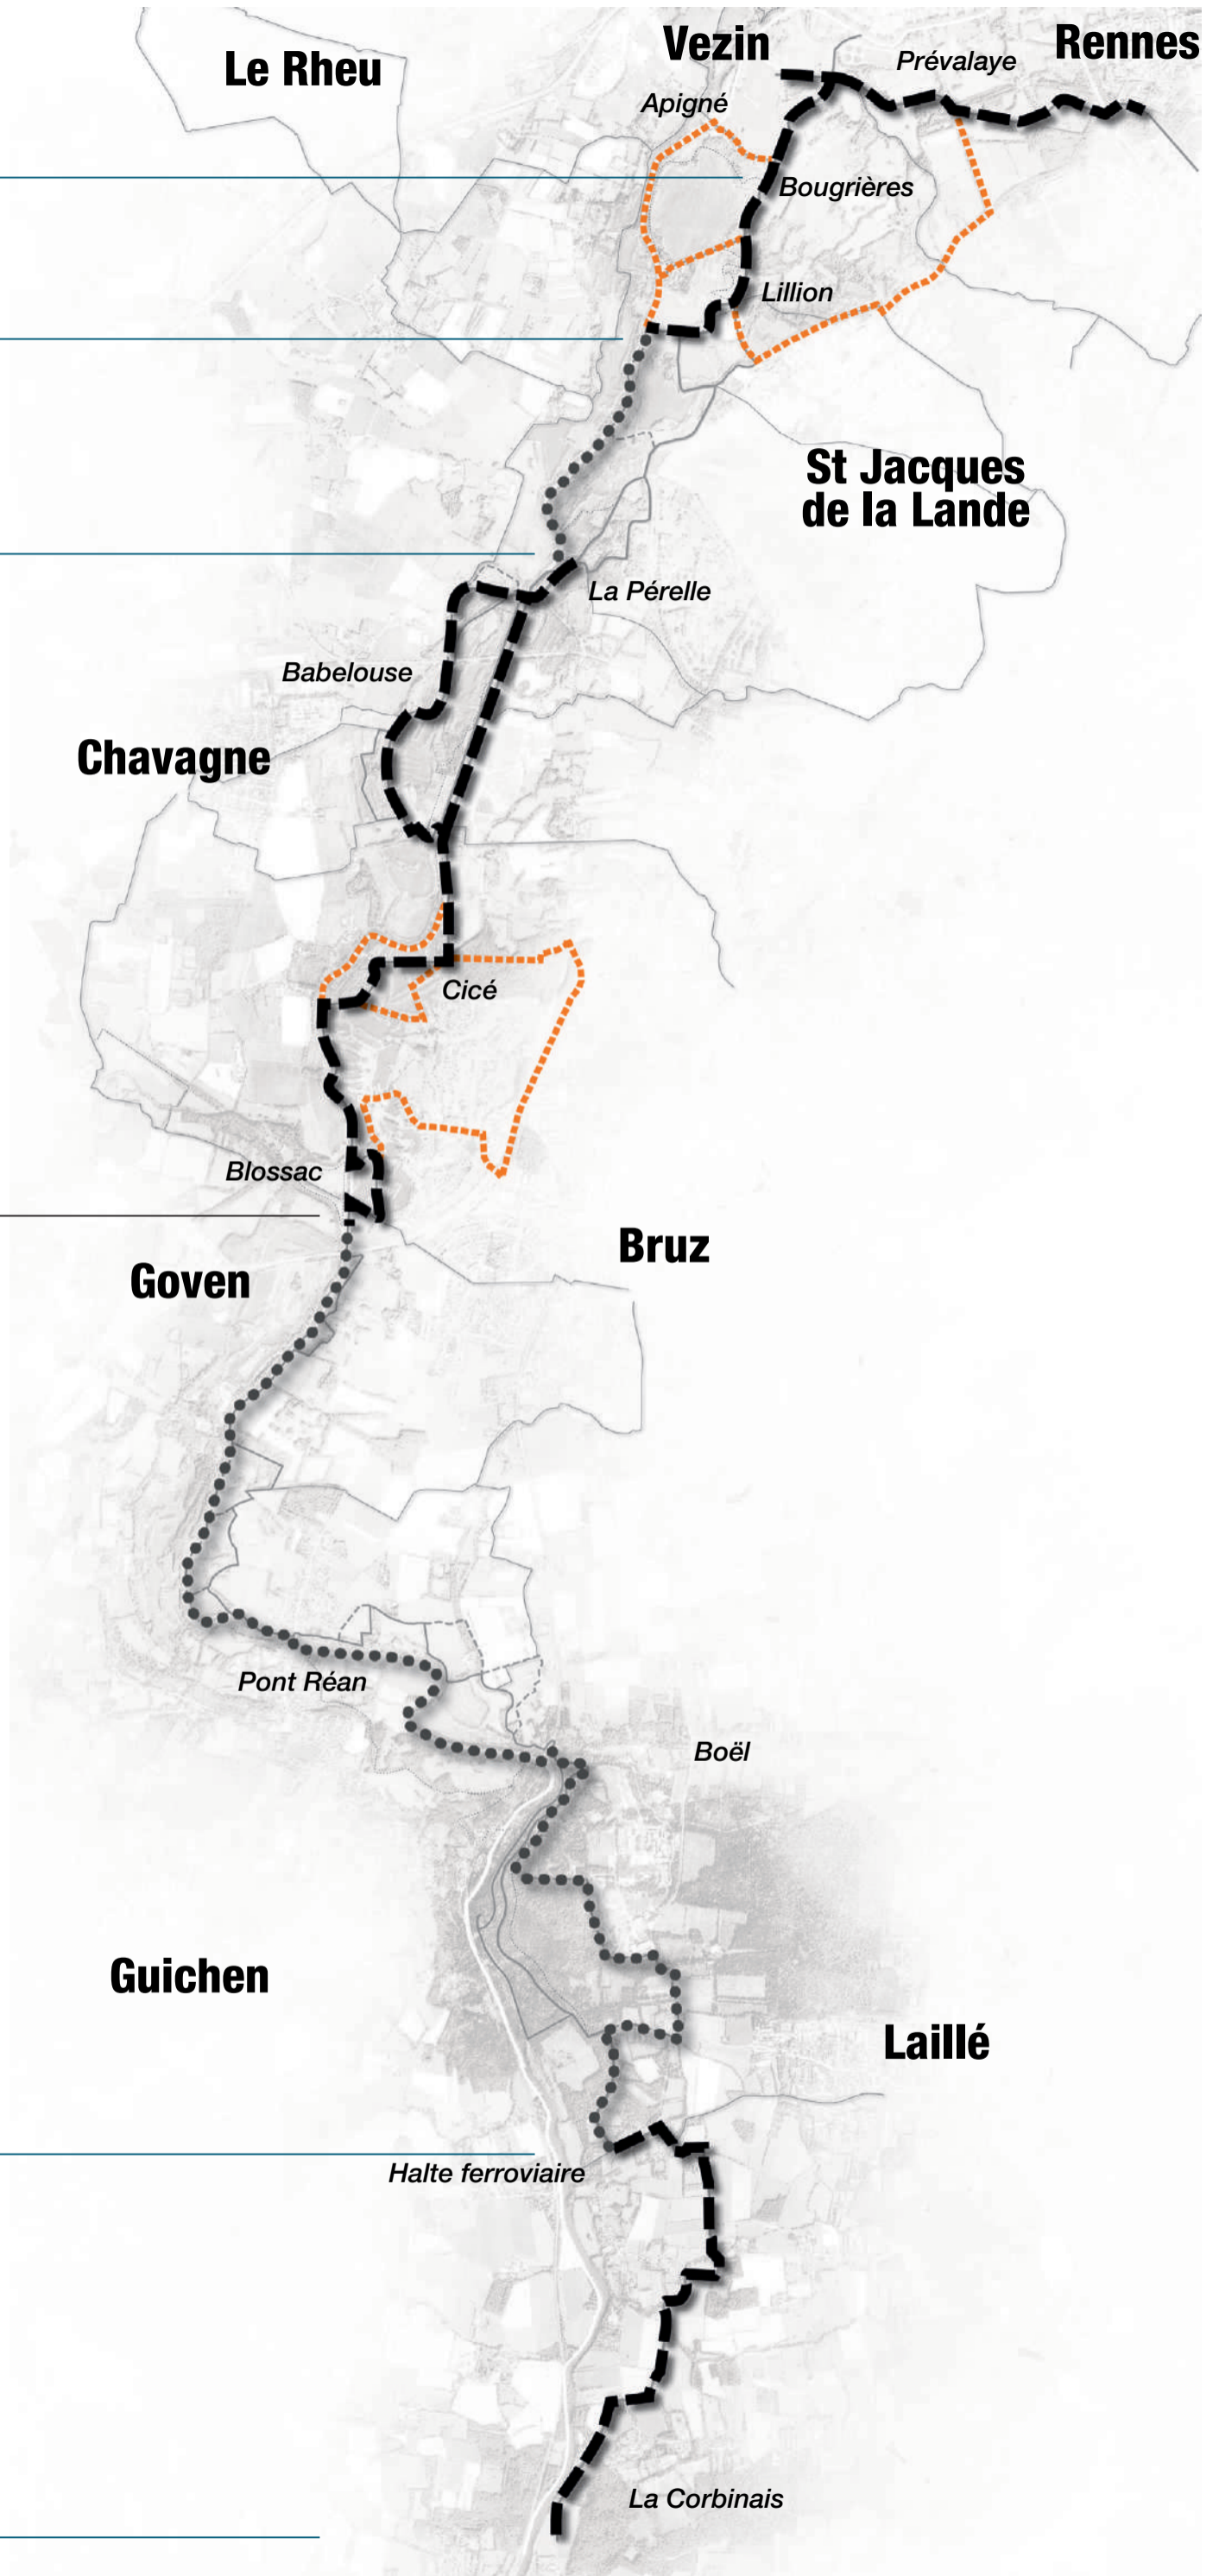 Vezin
Rennes
Le Rheu
Prévalaye
Apigné
Bougrières
Lillion
St Jacques
de la Lande
La Pérelle
Babelouse
Chavagne
Cicé
Blossac
Bruz
Goven
Pont Réan
Boël
Guichen
Laillé
Halte ferroviaire
La Corbinais